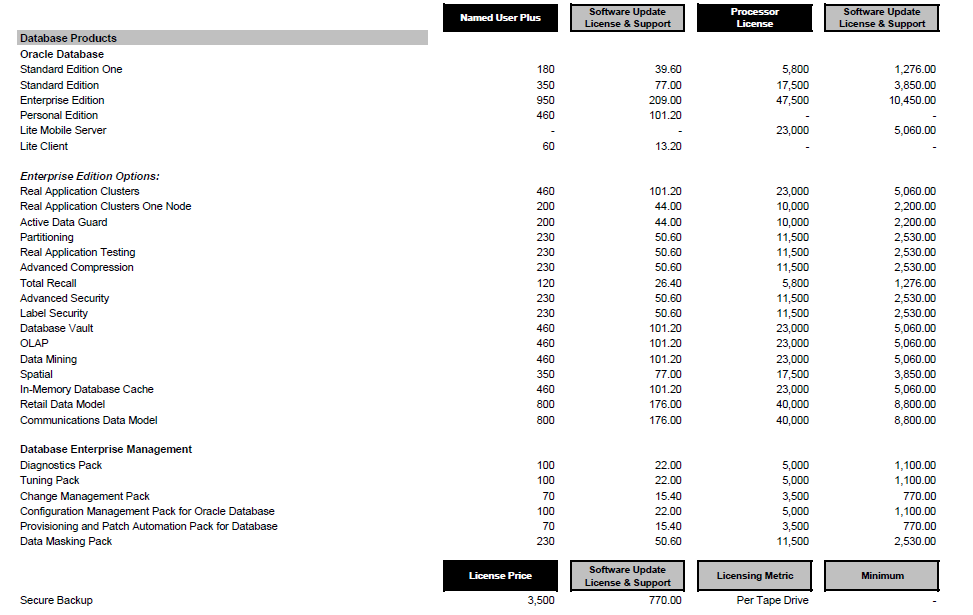 Named User Plus Software Update License & Support Processor License Software Update License & Support
Database Products
Oracle Database
Standard Edition One 180 39.60 5,800 1,276.00
Standard Edition 350 77.00 17,500 3,850.00
Enterprise Edition 950 209.00 47,500 10,450.00
Personal Edition 460 101.20 - -
Lite Mobile Server - - 23,000 5,060.00
Lite Client 60 13.20 - -
Enterprise Edition Options:
Real Application Clusters 460 101.20 23,000 5,060.00
Real Application Clusters One Node 200 44.00 10,000 2,200.00
Active Data Guard 200 44.00 10,000 2,200.00
Partitioning 230 50.60 11,500 2,530.00
Real Application Testing 230 50.60 11,500 2,530.00
Advanced Compression 230 50.60 11,500 2,530.00
Total Recall 120 26.40 5,800 1,276.00
Advanced Security 230 50.60 11,500 2,530.00
Label Security 230 50.60 11,500 2,530.00
Database Vault 460 101.20 23,000 5,060.00
OLAP 460 101.20 23,000 5,060.00
Data Mining 460 101.20 23,000 5,060.00
Spatial 350 77.00 17,500 3,850.00
In-Memory Database Cache 460 101.20 23,000 5,060.00
Retail Data Model 800 176.00 40,000 8,800.00
Communications Data Model 800 176.00 40,000 8,800.00
Database Enterprise Management
Diagnostics Pack 100 22.00 5,000 1,100.00
Tuning Pack 100 22.00 5,000 1,100.00
Change Management Pack 70 15.40 3,500 770.00
Configuration Management Pack for Oracle Database 100 22.00 5,000 1,100.00
Provisioning and Patch Automation Pack for Database 70 15.40 3,500 770.00
Data Masking Pack 230 50.60 11,500 2,530.00
License Price Software Update License & Support Licensing Metric Minimum
Secure Backup 3,500 770.00 Per Tape Drive -